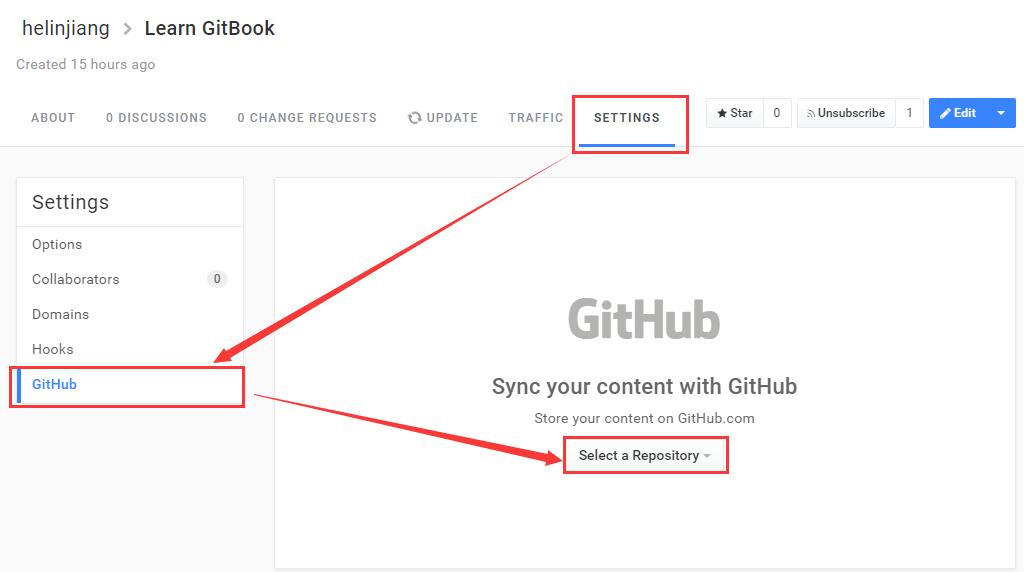 helinjiang > Learn GitBook
Created 15 hours ago
ABOUT 0 DISCUSSIONS 0 CHANGE REQUESTS UPDATE TRAFFIC SETTINGS Star 0 Unsubscribe 1 Edit
Settings
Options
Collaborators 0
Domains
Hooks
GitHub
GitHub
Sync your content with GitHub
Store your content on GitHub.com
Select a Repository